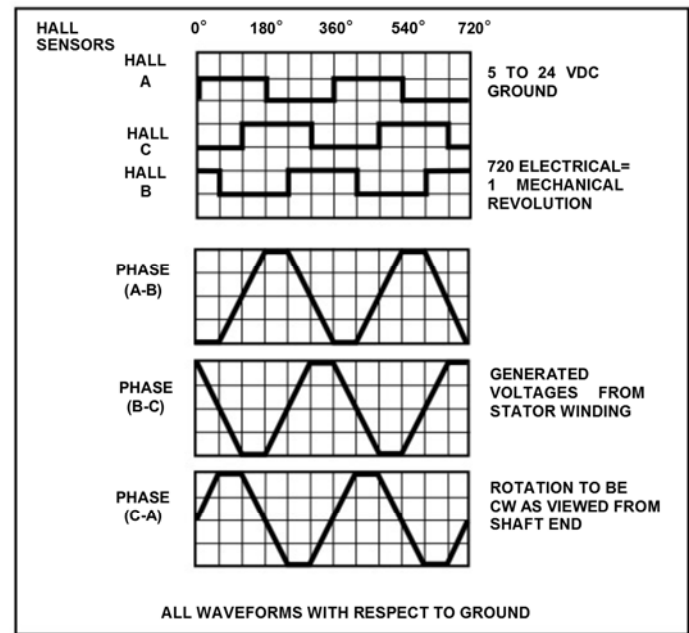 HALL SENSORS
0° 180° 360° 540° 720°
HALL A
5 TO 24 VDC
GROUND
HALL C
HALL B
720 ELECTRICAL=
1 MECHANICAL
REVOLUTION
PHASE
(A-B)
PHASE
(B-C)
GENERATED
VOLTAGES FROM
STATOR WINDING
PHASE
(C-A)
ROTATION TO BE
CW AS VIEWED FROM
SHAFT END
ALL WAVEFORMS WITH RESPECT TO GROUND